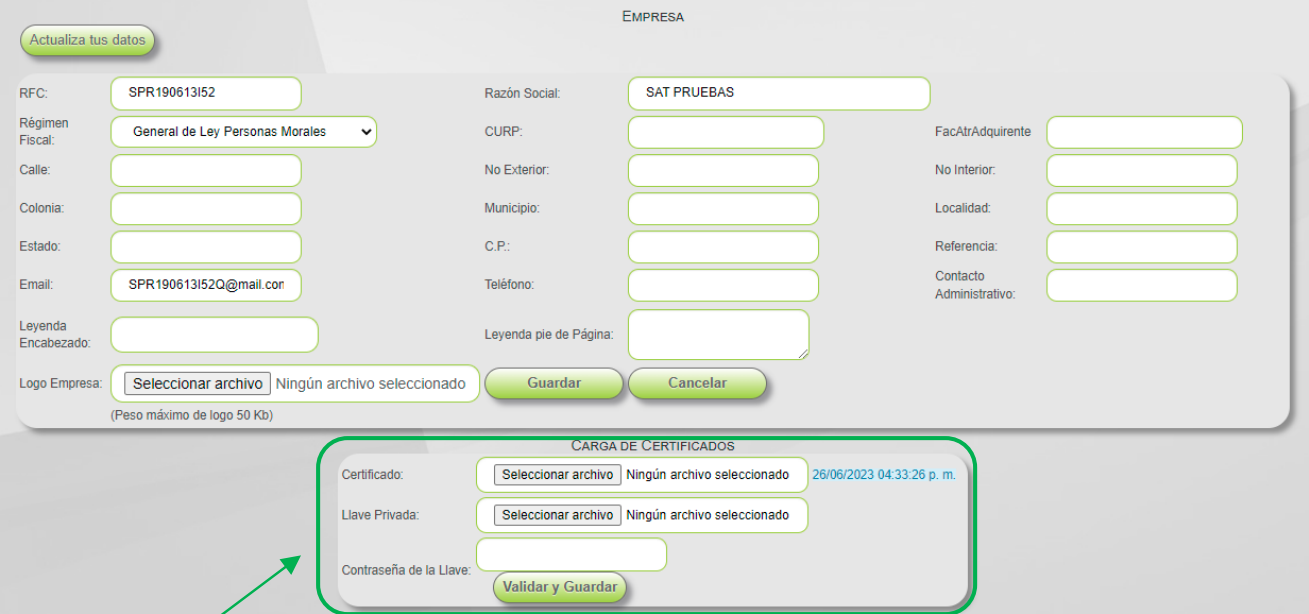 EMPRESA
Actualiza tus datos
RFC: SPR190613I52 Razón Social: SAT PRUEBAS
Régimen Fiscal: General de Ley Personas Morales CURP: FacAtrAdquirente
Calle: No Exterior: No Interior:
Colonia: Municipio: Localidad:
Estado: C.P.: Referencia:
Email: SPR190613I52Q@mail.con Teléfono: Contacto Administrativo:
Leyenda Encabezado: Leyenda pie de Página:
Logo Empresa: Seleccionar archivo Ningún archivo seleccionado Guardar Cancelar
(Peso máximo de logo 50 Kb)
CARGA DE CERTIFICADOS
Certificado: Seleccionar archivo Ningún archivo seleccionado 26/06/2023 04:33:26 p. m.
Llave Privada: Seleccionar archivo Ningún archivo seleccionado
Contraseña de la Llave:
Validar y Guardar